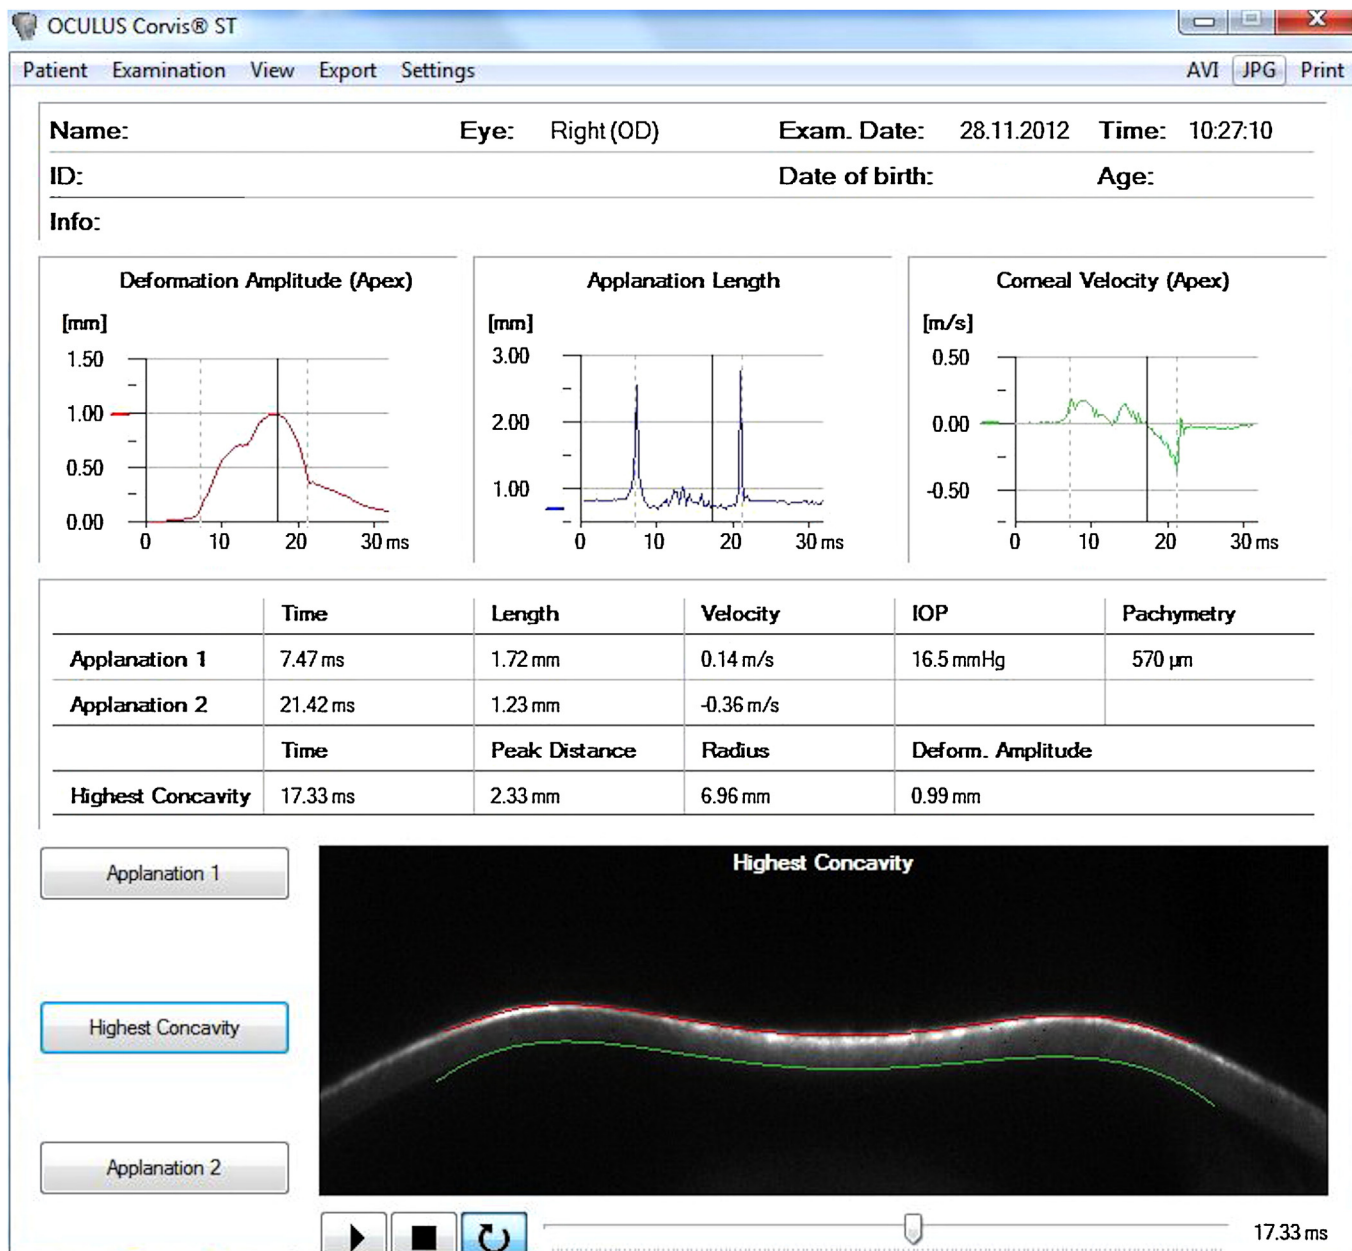 OCULUS Corvis® ST
Patient Examination View Export Settings AVI JPG Print
Name: Eye: Right (OD) Exam. Date: 28.11.2012 Time: 10:27:10
ID: Date of birth: Age:
Info:
Deformation Amplitude (Apex)
[mm]
1.50
1.00
0.50
0.00
0 10 20 30 ms
Applanation Length
[mm]
3.00
2.00
1.00
0 10 20 30 ms
Corneal Velocity (Apex)
[m/s]
0.50
0.00
-0.50
0 10 20 30 ms
Time Length Velocity IOP Pachymetry
Applanation 1 7.47 ms 1.72 mm 0.14 m/s 16.5 mmHg 570 µm
Applanation 2 21.42 ms 1.23 mm -0.36 m/s
Time Peak Distance Radius Deform. Amplitude
Highest Concavity 17.33 ms 2.33 mm 6.96 mm 0.99 mm
Applanation 1
Highest Concavity
Applanation 2
Highest Concavity
17.33 ms